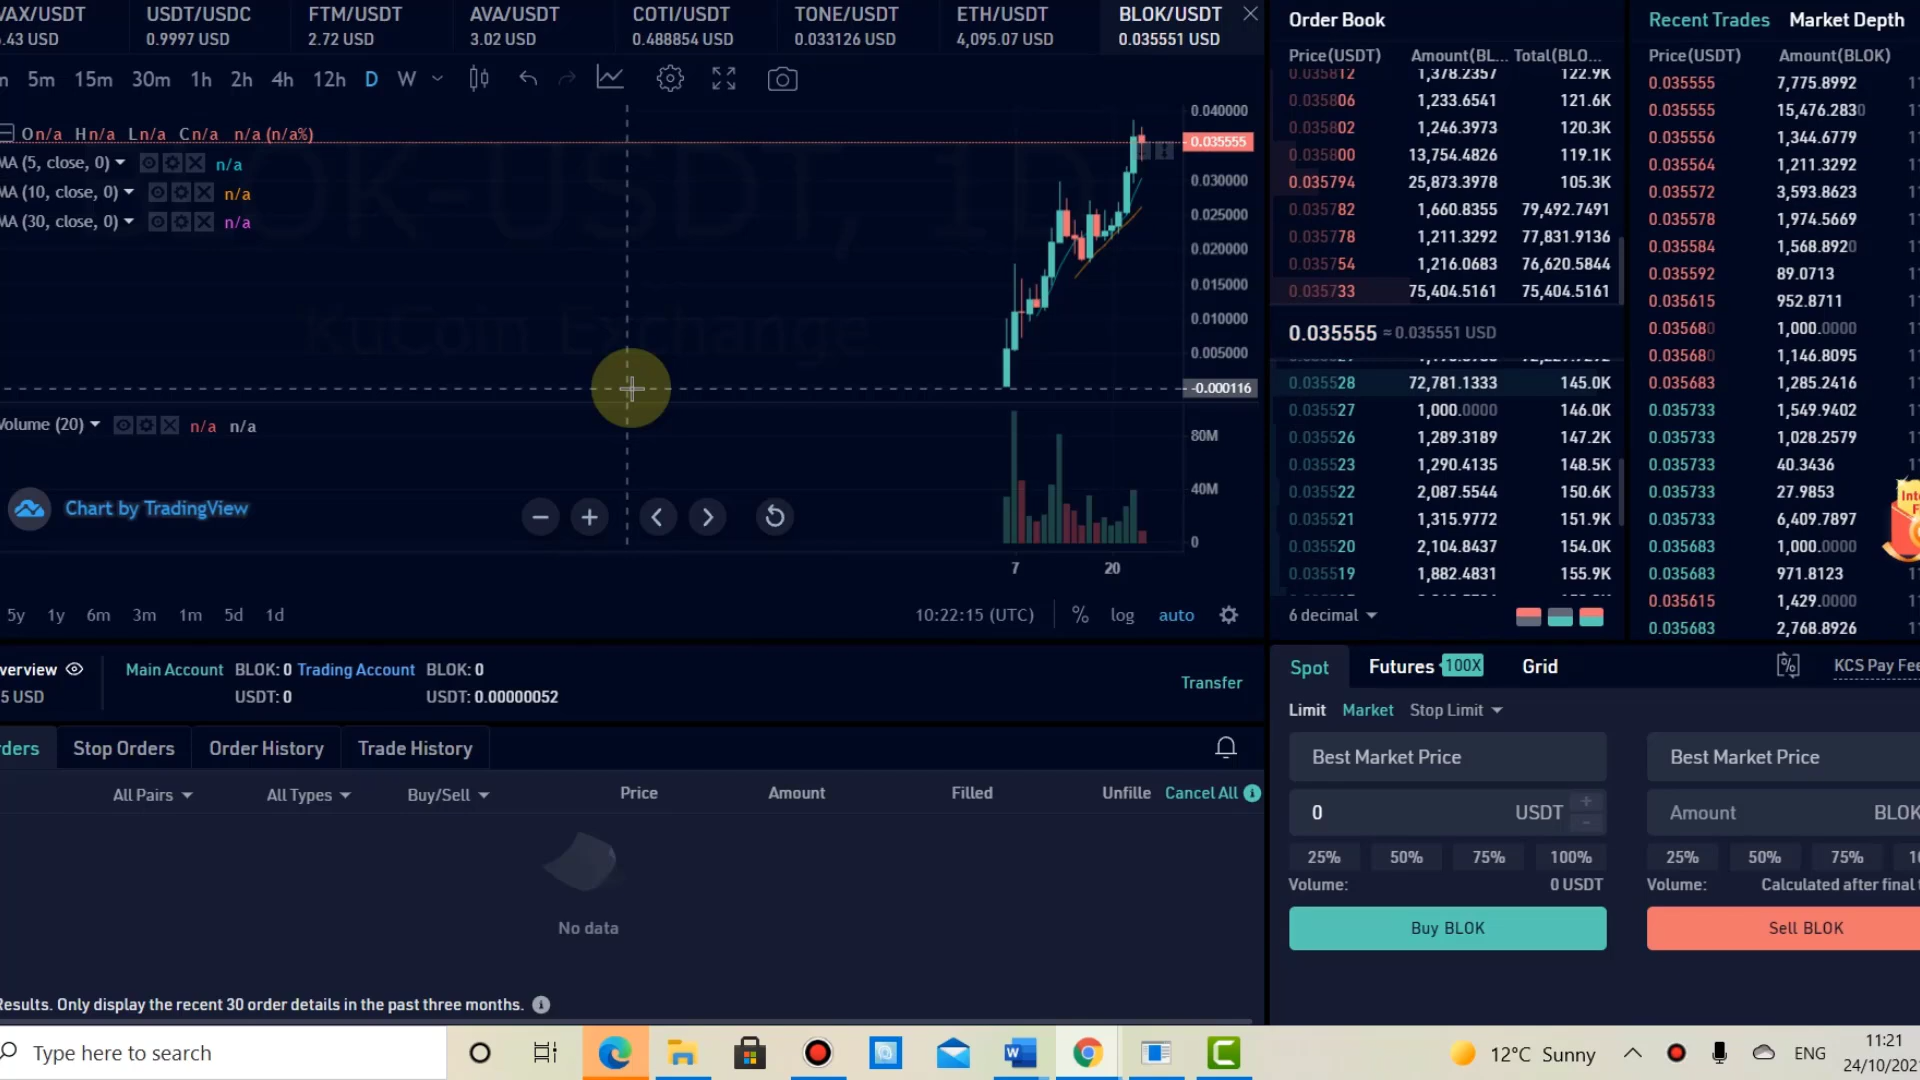 VAX/USDT USDT/USDC FTM/USDT AVA/USDT COTI/USDT TONE/USDT ETH/USDT BLOK/USDT
.43 USD 0.9997 USD 2.72 USD 3.02 USD 0.488854 USD 0.033126 USD 4,095.07 USD 0.035551 USD
5m 15m 30m 1h 2h 4h 12h D W
O n/a H n/a L n/a C n/a n/a (n/a%)
MA (5, close, 0) n/a
MA (10, close, 0) n/a
MA (30, close, 0) n/a
OK-USDT, 1D
KuCoin Exchange
0.040000
0.035555
0.030000
0.025000
0.020000
0.015000
0.010000
0.005000
-0.000116
Volume (20) n/a n/a
80M
40M
0
Chart by TradingView
7 20
5y 1y 6m 3m 1m 5d 1d 10:22:15 (UTC) % log auto
Order Book
Price(USDT) Amount(BL... Total(BLO...
0.035812 1,378.2357 122.9K
0.035806 1,233.6541 121.6K
0.035802 1,246.3973 120.3K
0.035800 13,754.4826 119.1K
0.035794 25,873.3978 105.3K
0.035782 1,660.8355 79,492.7491
0.035778 1,211.3292 77,831.9136
0.035754 1,216.0683 76,620.5844
0.035733 75,404.5161 75,404.5161
0.035555 ≈0.035551 USD
0.035528 72,781.1333 145.0K
0.035527 1,000.0000 146.0K
0.035526 1,289.3189 147.2K
0.035523 1,290.4135 148.5K
0.035522 2,087.5544 150.6K
0.035521 1,315.9772 151.9K
0.035520 2,104.8437 154.0K
0.035519 1,882.4831 155.9K
6 decimal
Recent Trades Market Depth
Price(USDT) Amount(BLOK)
0.035555 7,775.8992
0.035555 15,476.2830
0.035556 1,344.6779
0.035564 1,211.3292
0.035572 3,593.8623
0.035578 1,974.5669
0.035584 1,568.8920
0.035592 89.0713
0.035615 952.8711
0.035680 1,000.0000
0.035680 1,146.8095
0.035683 1,285.2416
0.035733 1,549.9402
0.035733 1,028.2579
0.035733 40.3436
0.035733 27.9853
0.035733 6,409.7897
0.035683 1,000.0000
0.035683 971.8123
0.035615 1,429.0000
0.035683 2,768.8926
verview Main Account BLOK: 0 Trading Account BLOK: 0
5 USD USDT: 0 USDT: 0.00000052
Transfer
rders Stop Orders Order History Trade History
All Pairs All Types Buy/Sell Price Amount Filled Unfille Cancel All
No data
Results. Only display the recent 30 order details in the past three months.
Spot Futures 100X Grid KCS Pay Fee
Limit Market Stop Limit
Best Market Price Best Market Price
0 USDT Amount BLOK
25% 50% 75% 100% 25% 50% 75% 10
Volume: 0 USDT Volume: Calculated after final t
Buy BLOK Sell BLOK
Type here to search
12°C Sunny ENG 11:21
24/10/202